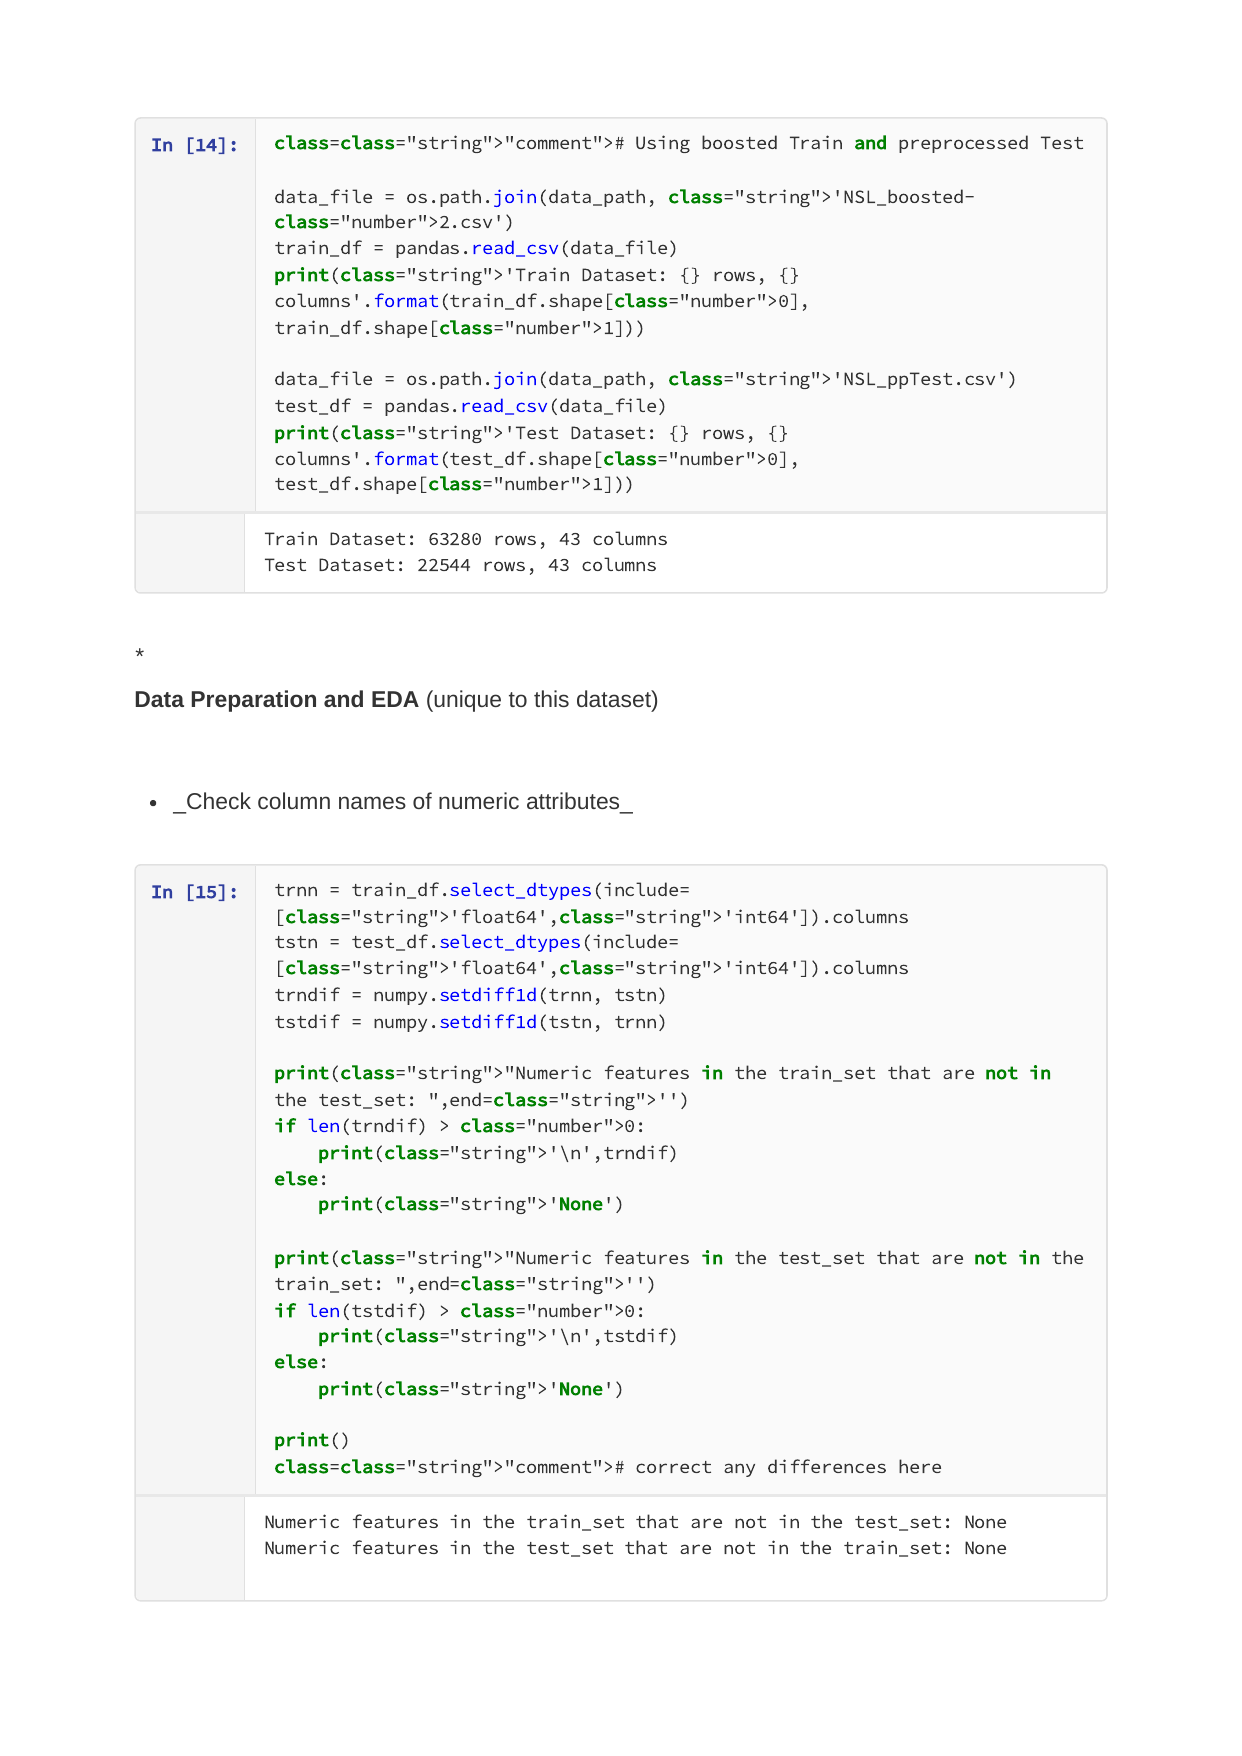 In [14]:
class=class="string">"comment"># Using boosted Train and preprocessed Test

data_file = os.path.join(data_path, class="string">'NSL_boosted-
class="number">2.csv')
train_df = pandas.read_csv(data_file)
print(class="string">'Train Dataset: {} rows, {}
columns'.format(train_df.shape[class="number">0],
train_df.shape[class="number">1]))

data_file = os.path.join(data_path, class="string">'NSL_ppTest.csv')
test_df = pandas.read_csv(data_file)
print(class="string">'Test Dataset: {} rows, {}
columns'.format(test_df.shape[class="number">0],
test_df.shape[class="number">1]))
Train Dataset: 63280 rows, 43 columns
Test Dataset: 22544 rows, 43 columns
*
Data Preparation and EDA (unique to this dataset)
• _Check column names of numeric attributes_
In [15]:
trnn = train_df.select_dtypes(include=
[class="string">'float64',class="string">'int64']).columns
tstn = test_df.select_dtypes(include=
[class="string">'float64',class="string">'int64']).columns
trndif = numpy.setdiff1d(trnn, tstn)
tstdif = numpy.setdiff1d(tstn, trnn)

print(class="string">"Numeric features in the train_set that are not in
the test_set: ",end=class="string">'')
if len(trndif) > class="number">0:
    print(class="string">'\n',trndif)
else:
    print(class="string">'None')

print(class="string">"Numeric features in the test_set that are not in the
train_set: ",end=class="string">'')
if len(tstdif) > class="number">0:
    print(class="string">'\n',tstdif)
else:
    print(class="string">'None')

print()
class=class="string">"comment"># correct any differences here
Numeric features in the train_set that are not in the test_set: None
Numeric features in the test_set that are not in the train_set: None